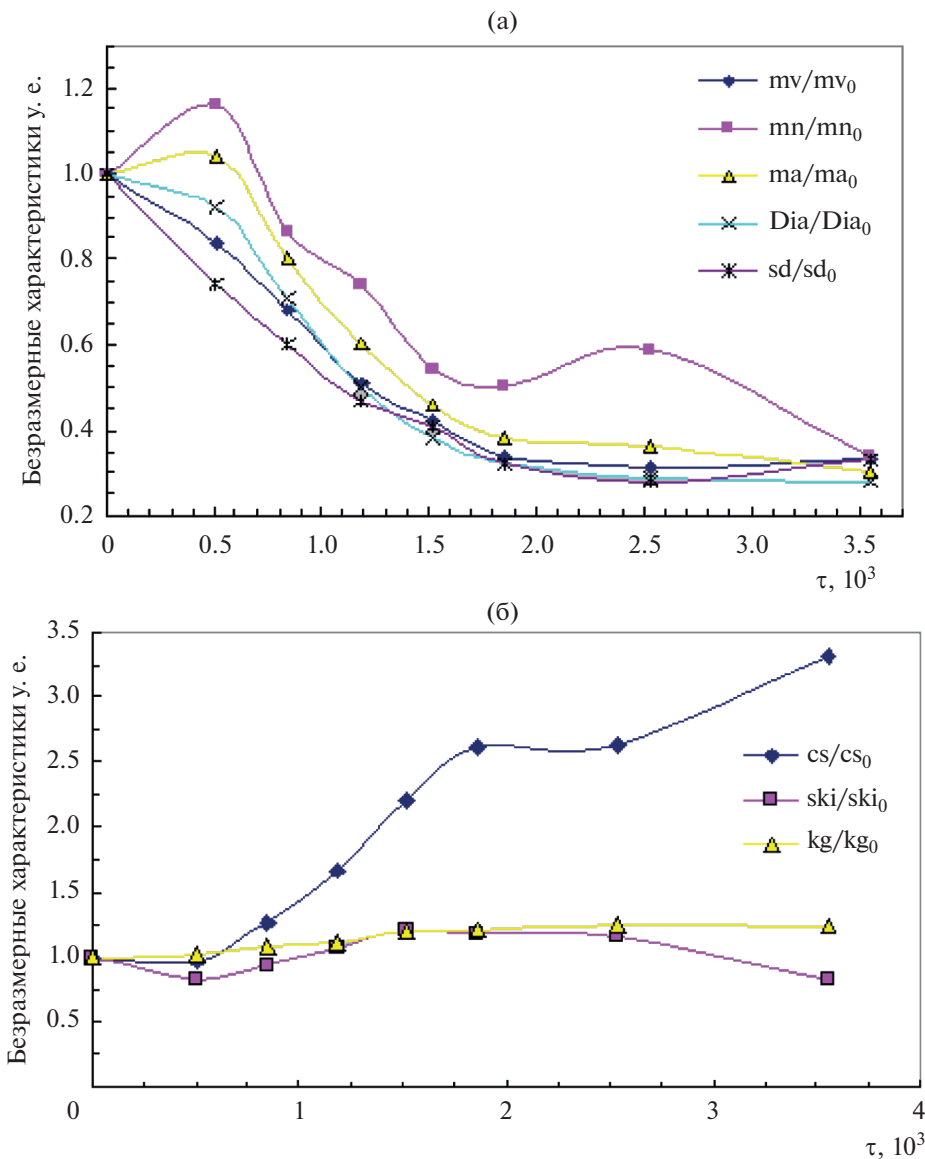 (а)
Безразмерные характеристики у. е.
1.2
1.0
0.8
0.6
0.4
0.2
mv/mv₀
mn/mn₀
ma/ma₀
Dia/Dia₀
sd/sd₀
0 0.5 1.0 1.5 2.0 2.5 3.0 3.5
τ, 10³
(б)
Безразмерные характеристики у. е.
3.5
3.0
2.5
2.0
1.5
1.0
0.5
cs/cs₀
ski/ski₀
kg/kg₀
0 1 2 3 4
τ, 10³